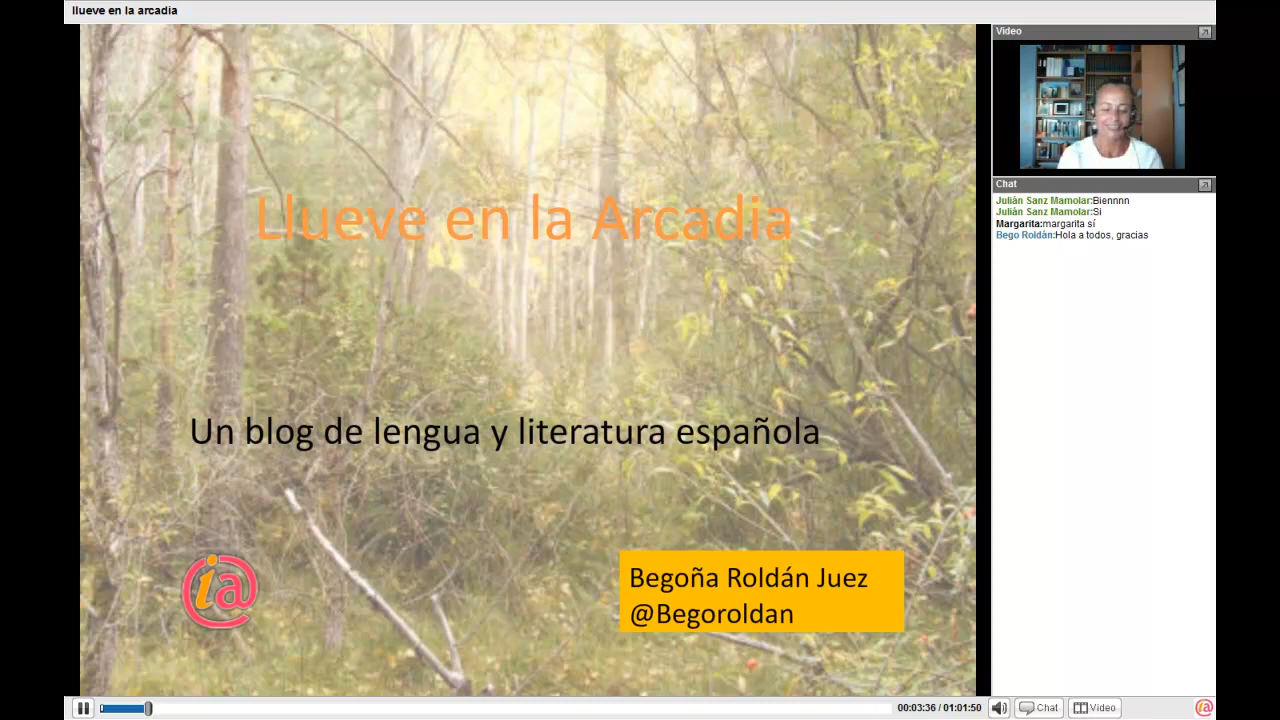 llueve en la arcadia
Llueve en la Arcadia
Un blog de lengua y literatura española
ia
Begoña Roldán Juez
@Begoroldan
Video
Chat
Julián Sanz Mamolar:Biennnn
Julián Sanz Mamolar:Si
Margarita:margarita sí
Bego Roldán:Hola a todos, gracias
00:03:36 / 01:01:50
Chat
Video
@